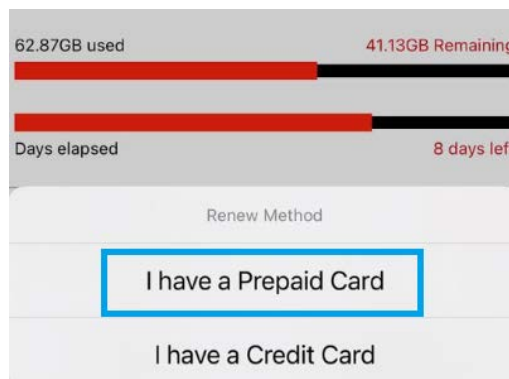 62.87GB used 41.13GB Remaining
Days elapsed 8 days lef
Renew Method
I have a Prepaid Card
I have a Credit Card